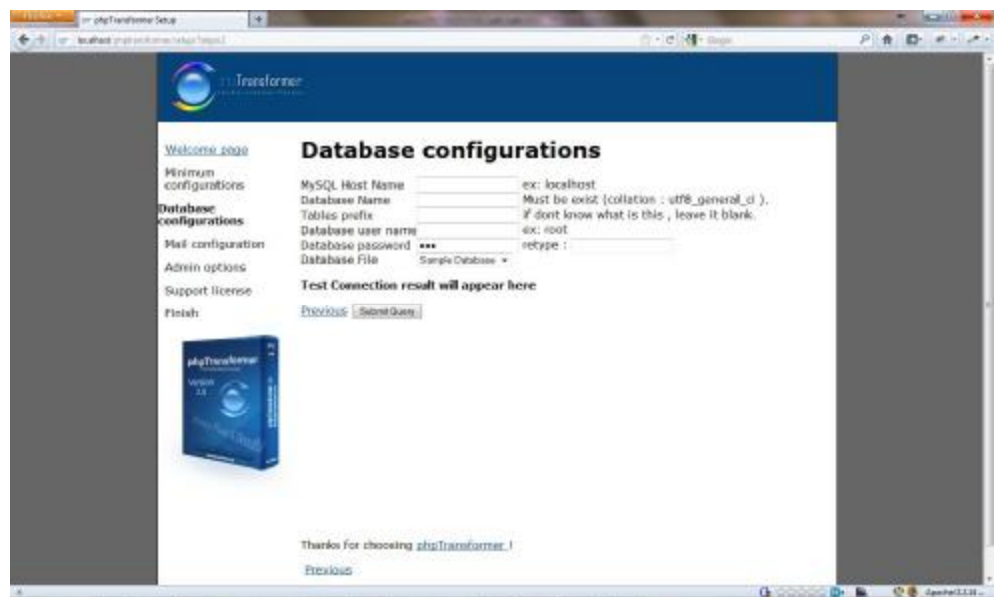 phpTransformer Setup
Google
Transformer
Welcome page
Minimum
configurations
Database
configurations
Mail configuration
Admin options
Support license
Finish
phpTransformer
Version
Database configurations
MySQL Host Name ex: localhost
Database Name Must be exist (collation : utf8_general_ci ).
Tables prefix if dont know what is this , leave it blank.
Database user name ex: root
Database password ••• retype :
Database File Sample Database
Test Connection result will appear here
Previous Submit Query
Thanks for choosing phpTransformer !
Previous